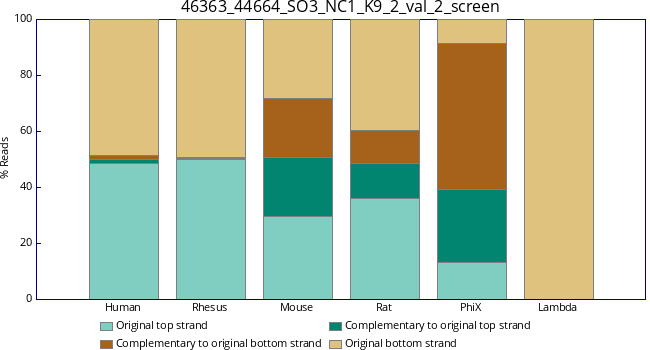 46363_44664_SO3_NC1_K9_2_val_2_screen
100
80
60
40
20
0
% Reads
Human Rhesus Mouse Rat PhiX Lambda
Original top strand Complementary to original top strand
Complementary to original bottom strand Original bottom strand